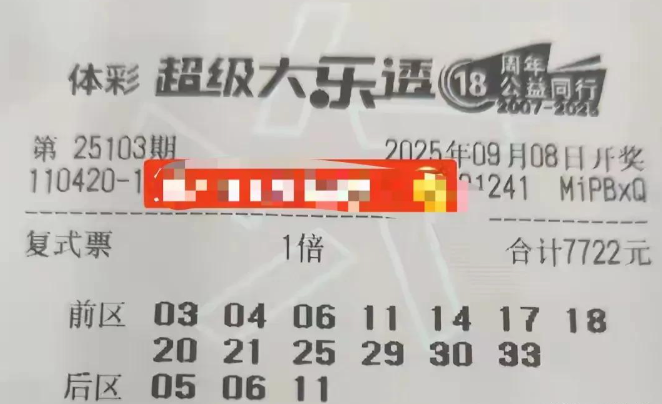 体彩 超级大乐透 18 周年 公益同行 2007-2025
第 25103期 2025年09月08日开奖
110420-1 1241 MiPBxQ
复式票 1倍 合计7722元
前区 03 04 06 11 14 17 18
20 21 25 29 30 33
后区 05 06 11